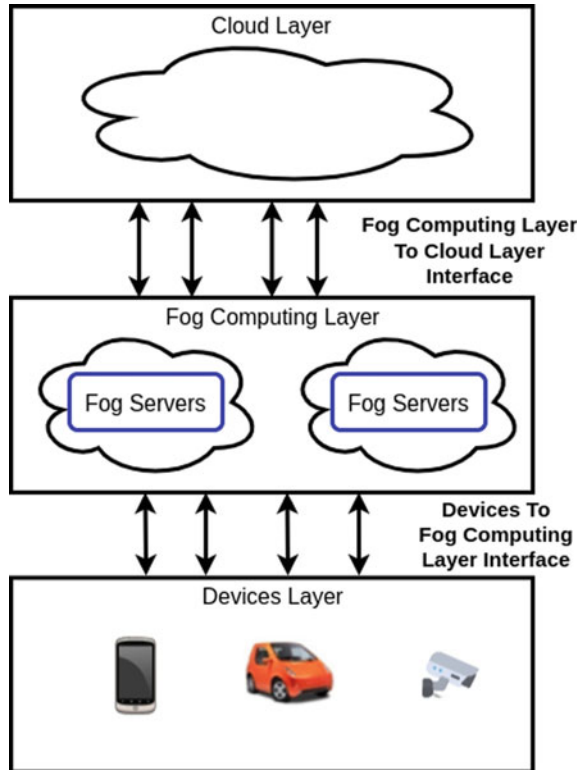 Cloud Layer
Fog Computing Layer
To Cloud Layer
Interface
Fog Computing Layer
Fog Servers
Fog Servers
Devices To
Fog Computing
Layer Interface
Devices Layer